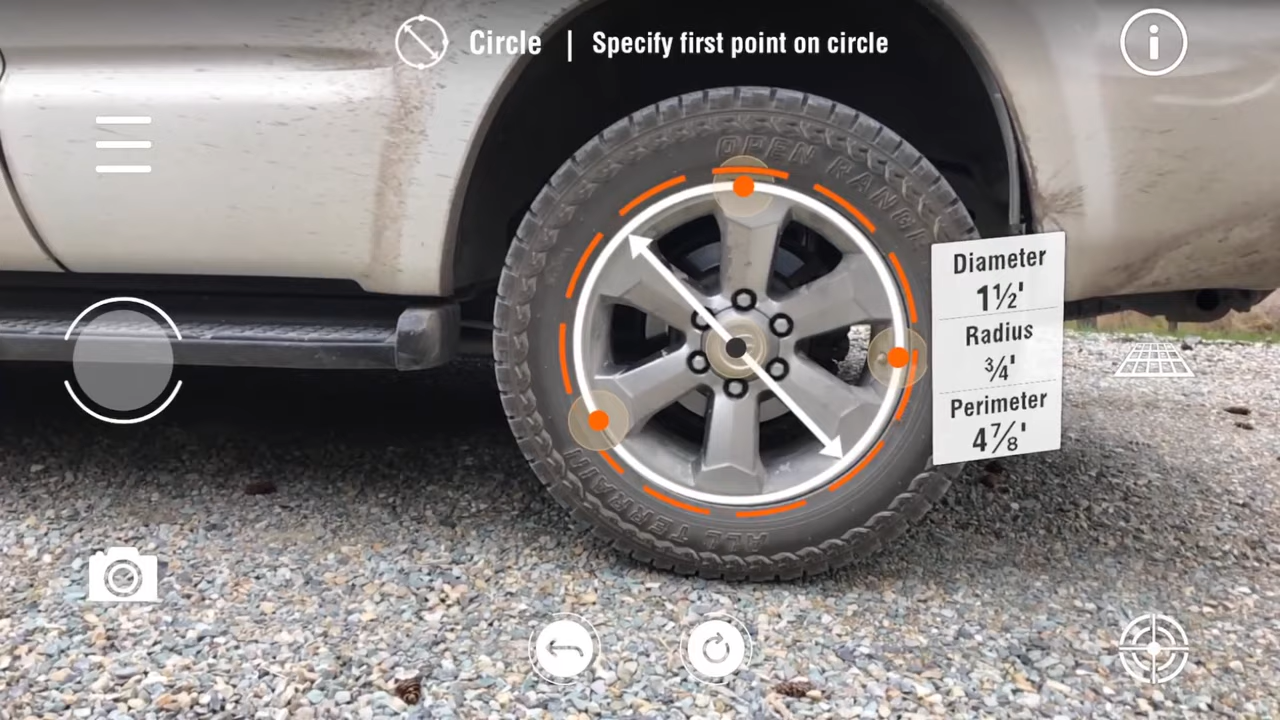 Circle | Specify first point on circle
OPEN RANGE
Diameter
1½'
Radius
¾'
Perimeter
4⅞'
ALL TERRAIN